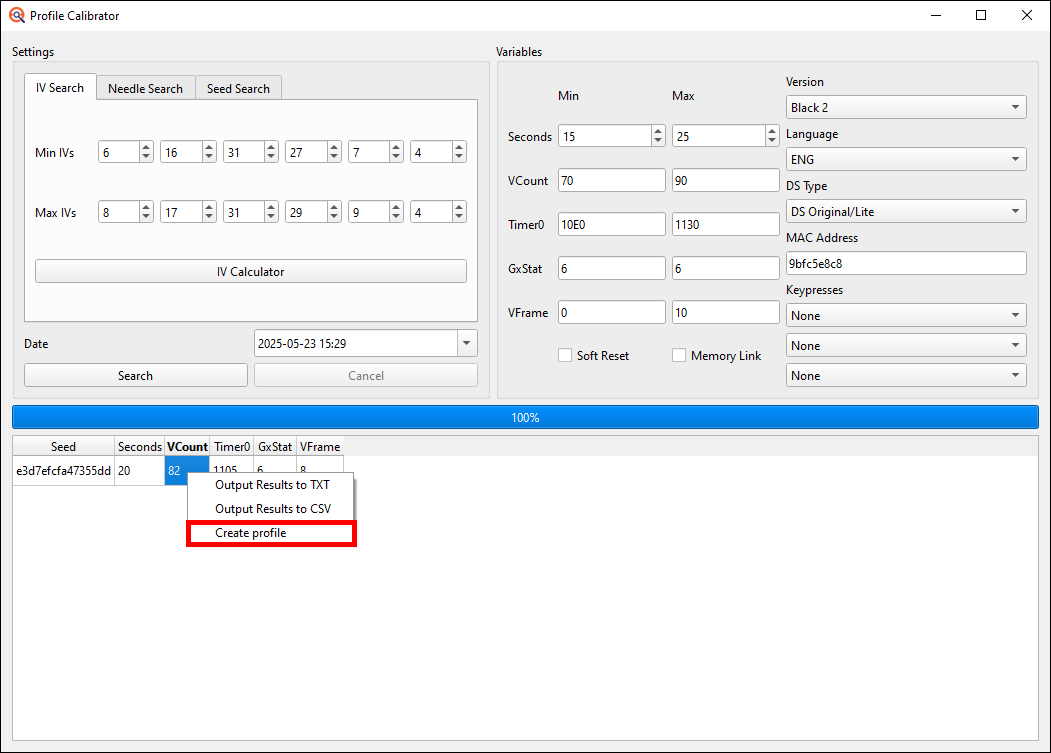 Profile Calibrator
Settings
IV Search Needle Search Seed Search
Min IVs 6 16 31 27 7 4
Max IVs 8 17 31 29 9 4
IV Calculator
Date 2025-05-23 15:29
Search Cancel
Variables
Min Max
Seconds 15 25
VCount 70 90
Timer0 10E0 1130
GxStat 6 6
VFrame 0 10
Soft Reset Memory Link
Version
Black 2
Language
ENG
DS Type
DS Original/Lite
MAC Address
9bfc5e8c8
Keypresses
None
None
None
100%
Seed Seconds VCount Timer0 GxStat VFrame
e3d7efcfa47355dd 20 82 1105 6 8
Output Results to TXT
Output Results to CSV
Create profile